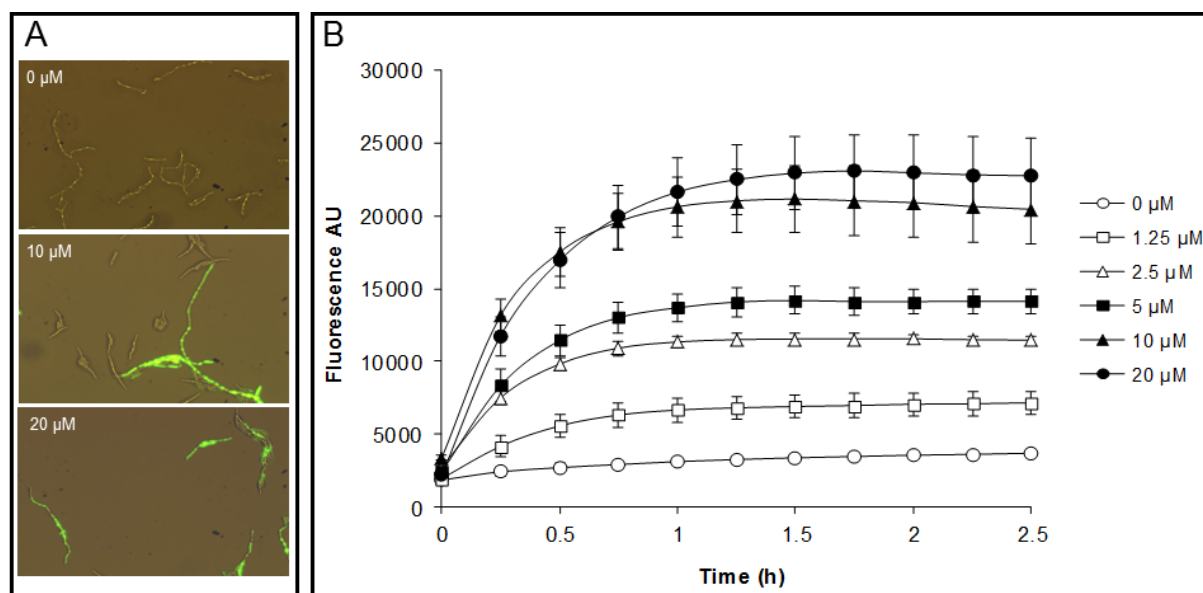 A
0 µM
10 µM
20 µM
B
30000
25000
20000
15000
10000
5000
0
Fluorescence AU
0
0.5
1
1.5
2
2.5
Time (h)
0 µM
1.25 µM
2.5 µM
5 µM
10 µM
20 µM